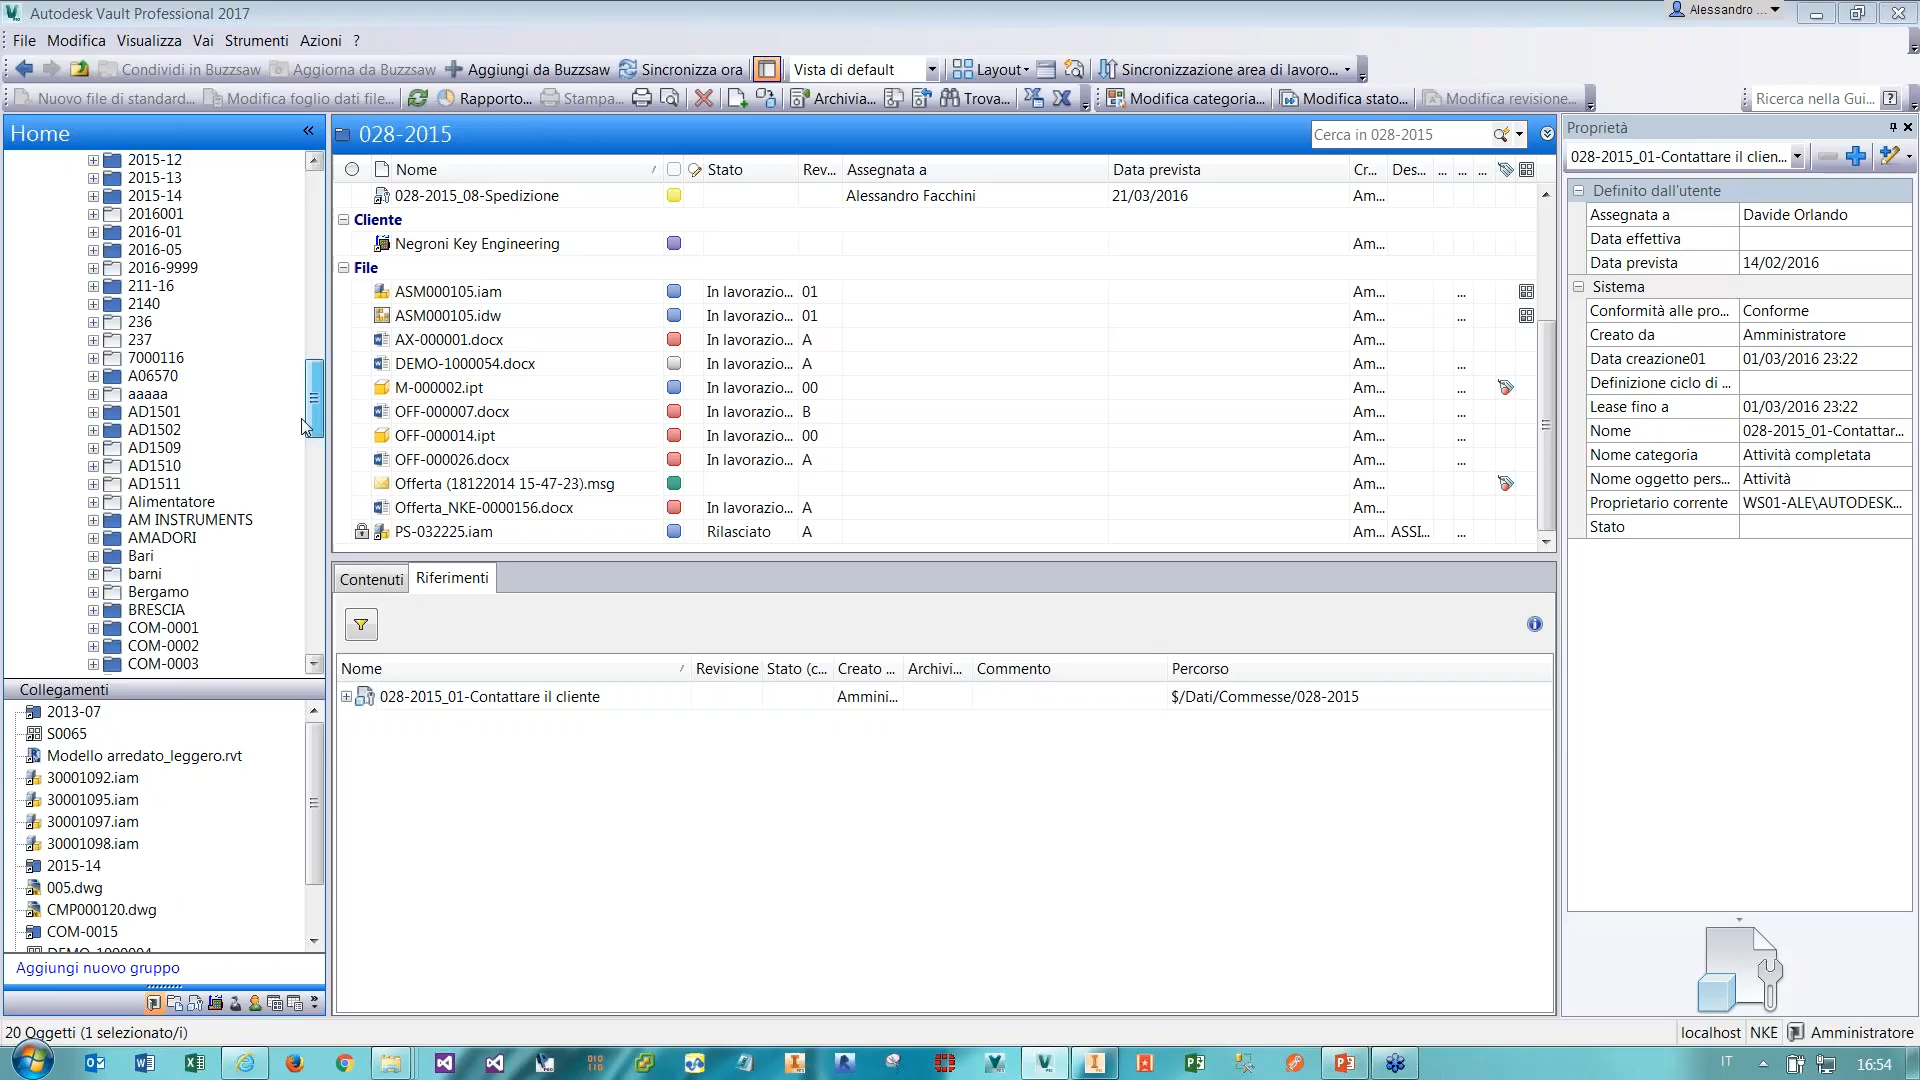 Autodesk Vault Professional 2017
Alessandro ...
File Modifica Visualizza Vai Strumenti Azioni ?
Condividi in Buzzsaw Aggiorna da Buzzsaw Aggiungi da Buzzsaw Sincronizza ora Vista di default Layout Sincronizzazione area di lavoro...
Nuovo file di standard... Modifica foglio dati file... Rapporto... Stampa... Archivia... Trova... Modifica categoria... Modifica stato... Modifica revisione... Ricerca nella Gui...
Home
2015-12
2015-13
2015-14
2016001
2016-01
2016-05
2016-9999
211-16
2140
236
237
7000116
A06570
aaaaa
AD1501
AD1502
AD1509
AD1510
AD1511
Alimentatore
AM INSTRUMENTS
AMADORI
Bari
barni
Bergamo
BRESCIA
COM-0001
COM-0002
COM-0003
Collegamenti
2013-07
S0065
Modello arredato_leggero.rvt
30001092.iam
30001095.iam
30001097.iam
30001098.iam
2015-14
005.dwg
CMP000120.dwg
COM-0015
Aggiungi nuovo gruppo
028-2015
Cerca in 028-2015
Nome Stato Rev... Assegnata a Data prevista Cr... Des... ... ... ...
028-2015_08-Spedizione Alessandro Facchini 21/03/2016 Am...
Cliente
Negroni Key Engineering Am...
File
ASM000105.iam In lavorazio... 01 Am... ...
ASM000105.idw In lavorazio... 01 Am... ...
AX-000001.docx In lavorazio... A Am... ...
DEMO-1000054.docx In lavorazio... A Am... ...
M-000002.ipt In lavorazio... 00 Am... ...
OFF-000007.docx In lavorazio... B Am... ...
OFF-000014.ipt In lavorazio... 00 Am... ...
OFF-000026.docx In lavorazio... A Am... ...
Offerta (18122014 15-47-23).msg Am...
Offerta_NKE-0000156.docx In lavorazio... A Am... ...
PS-032225.iam Rilasciato A Am... ASSI... ...
Contenuti Riferimenti
Nome Revisione Stato (c... Creato ... Archivi... Commento Percorso
028-2015_01-Contattare il cliente Ammini... $/Dati/Commesse/028-2015
Proprietà
028-2015_01-Contattare il clien...
Definito dall'utente
Assegnata a Davide Orlando
Data effettiva
Data prevista 14/02/2016
Sistema
Conformità alle pro... Conforme
Creato da Amministratore
Data creazione01 01/03/2016 23:22
Definizione ciclo di ...
Lease fino a 01/03/2016 23:22
Nome 028-2015_01-Contattar...
Nome categoria Attività completata
Nome oggetto pers... Attività
Proprietario corrente WS01-ALE\AUTODESK...
Stato
20 Oggetti (1 selezionato/i)
localhost NKE Amministratore
IT 16:54